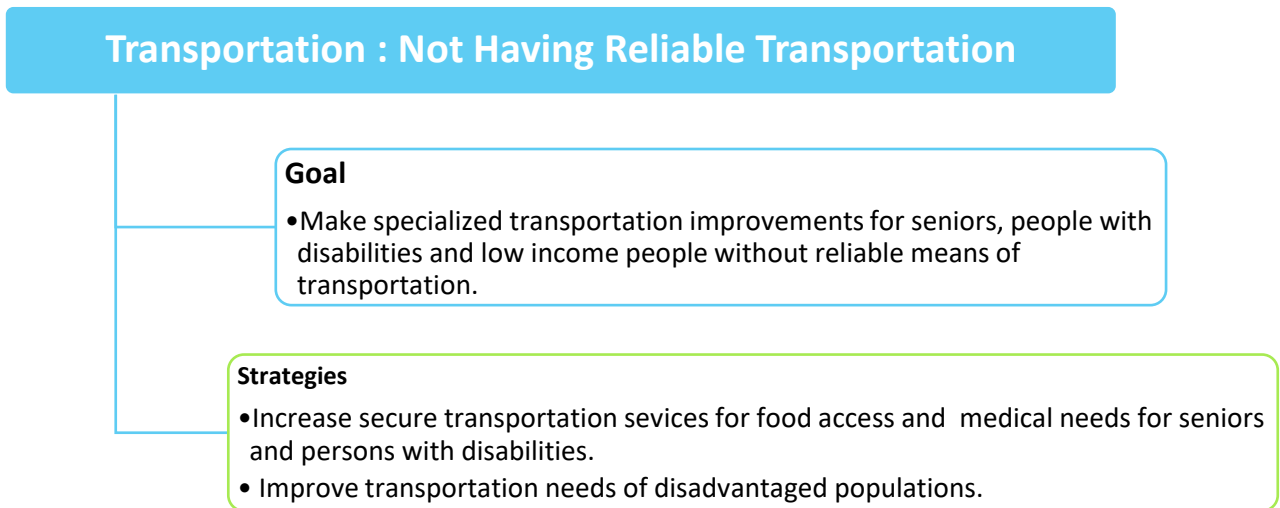 Transportation : Not Having Reliable Transportation
Goal
•Make specialized transportation improvements for seniors, people with
disabilities and low income people without reliable means of
transportation.
Strategies
•Increase secure transportation sevices for food access and  medical needs for seniors
and persons with disabilities.
• Improve transportation needs of disadvantaged populations.